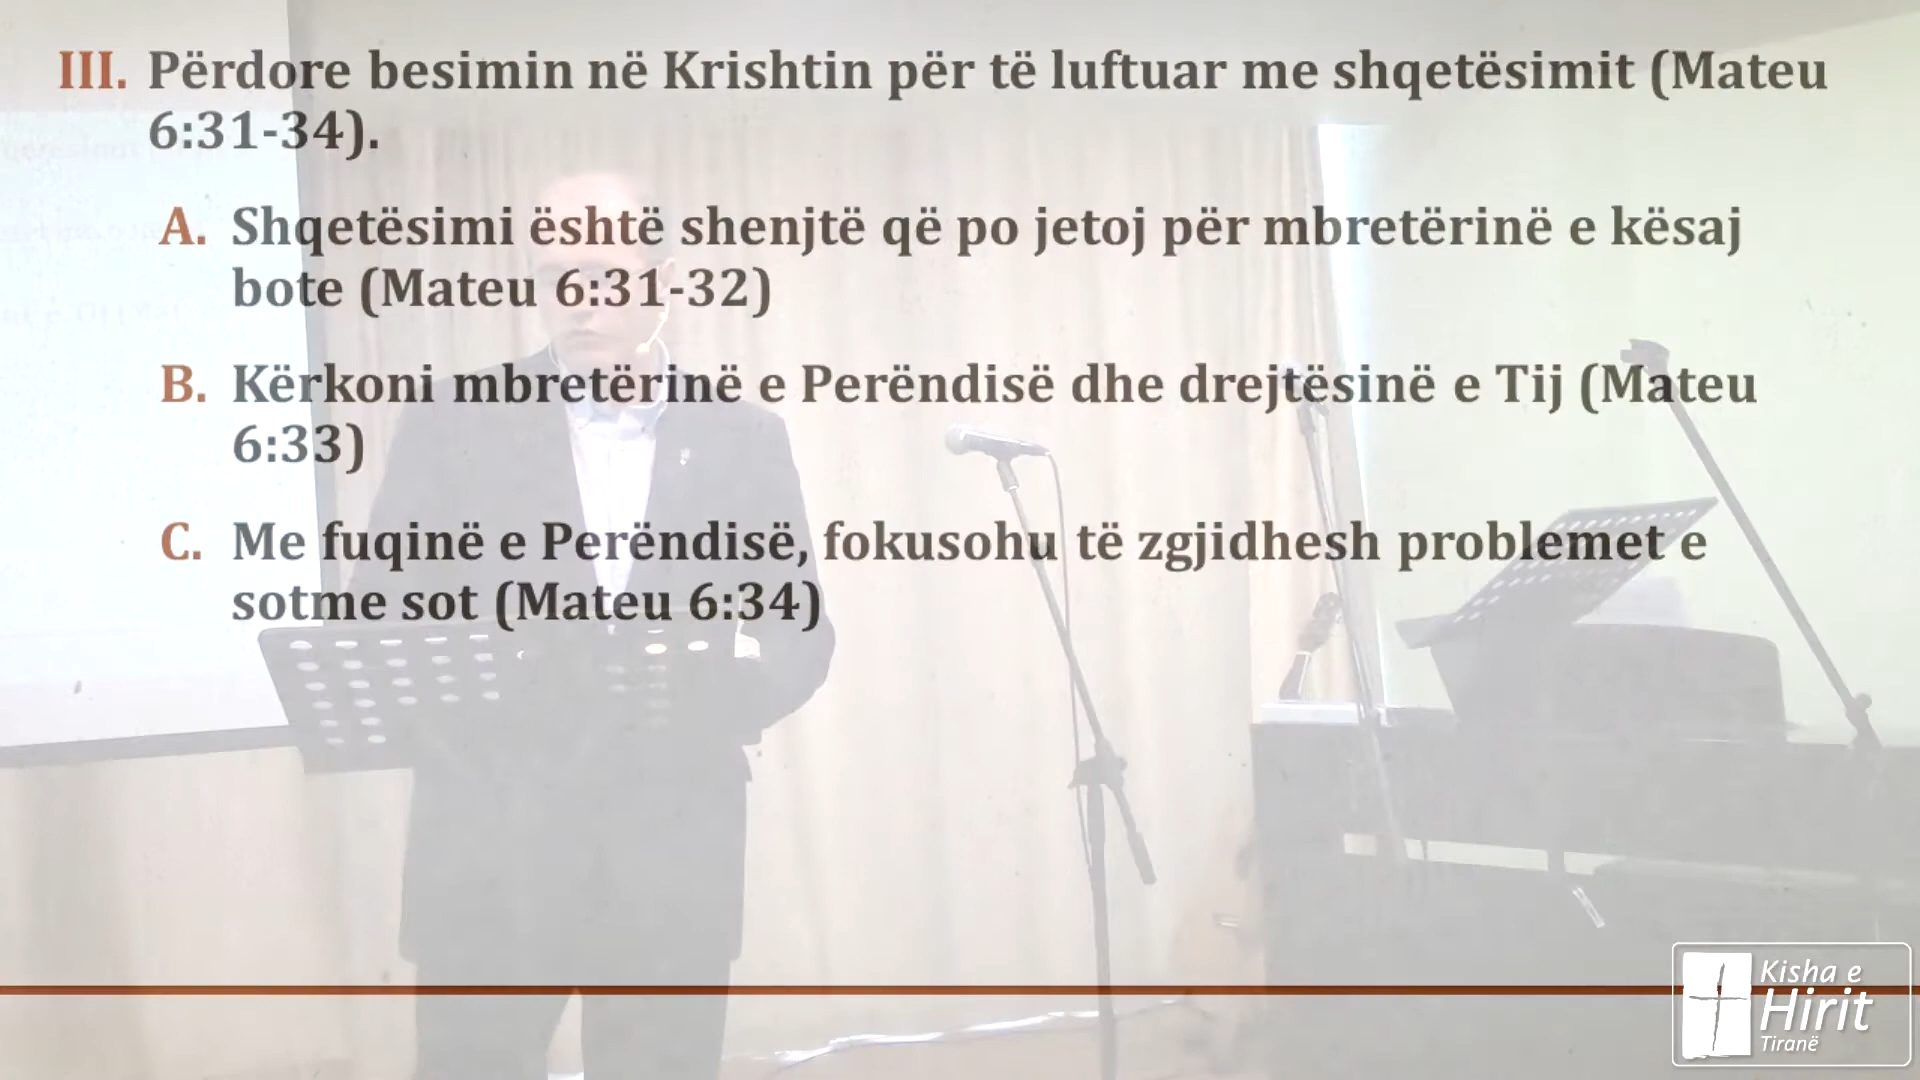 III. Përdore besimin në Krishtin për të luftuar me shqetësimit (Mateu
6:31-34).
A. Shqetësimi është shenjtë që po jetoj për mbretërinë e kësaj
bote (Mateu 6:31-32)
B. Kërkoni mbretërinë e Perëndisë dhe drejtësinë e Tij (Mateu
6:33)
C. Me fuqinë e Perëndisë, fokusohu të zgjidhesh problemet e
sotme sot (Mateu 6:34)
Kisha e
Hirit
Tiranë